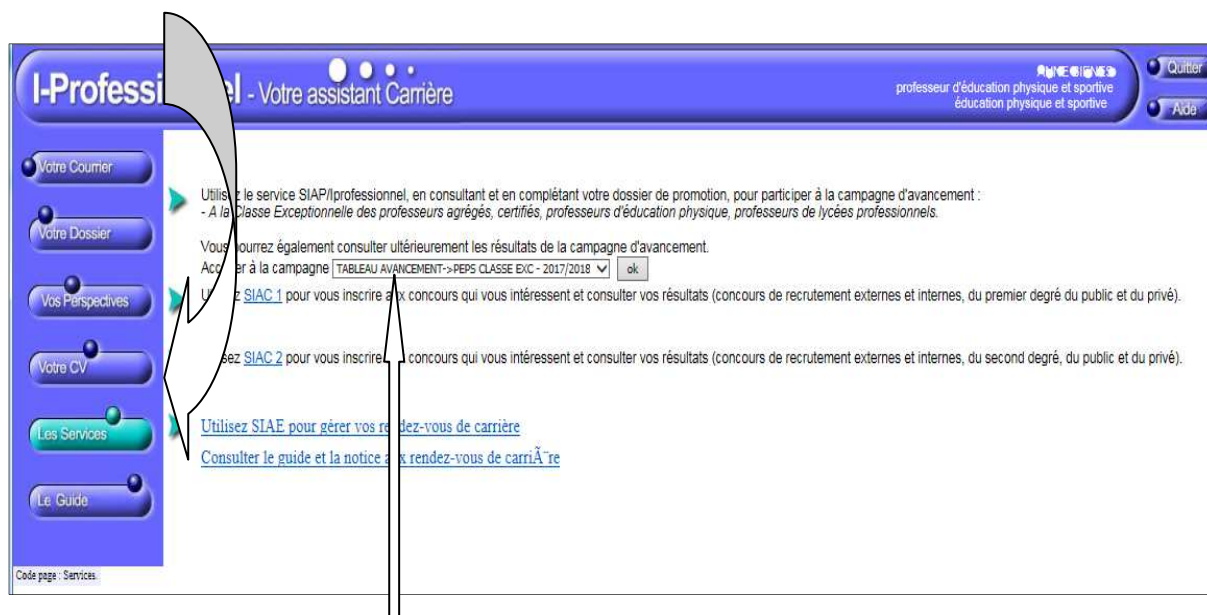 I-Professi el - Votre assistant Carrière
professeur d'éducation physique et sportive
éducation physique et sportive
Quitter
Aide
Votre Courrier
Votre Dossier
Vos Perspectives
Votre CV
Les Services
Le Guide
Utilisez le service SIAP/Iprofessionnel, en consultant et en complétant votre dossier de promotion, pour participer à la campagne d'avancement :
- A la Classe Exceptionnelle des professeurs agrégés, certifiés, professeurs d'éducation physique, professeurs de lycées professionnels.
Vous pourrez également consulter ultérieurement les résultats de la campagne d'avancement.
Accéder à la campagne TABLEAU AVANCEMENT->PEPS CLASSE EXC - 2017/2018 ok
SIAC 1 pour vous inscrire aux concours qui vous intéressent et consulter vos résultats (concours de recrutement externes et internes, du premier degré du public et du privé).
SIAC 2 pour vous inscrire concours qui vous intéressent et consulter vos résultats (concours de recrutement externes et internes, du second degré, du public et du privé).
Utilisez SIAE pour gérer vos rendez-vous de carrière
Consulter le guide et la notice aux rendez-vous de carriÃ¨re
Code page : Services.